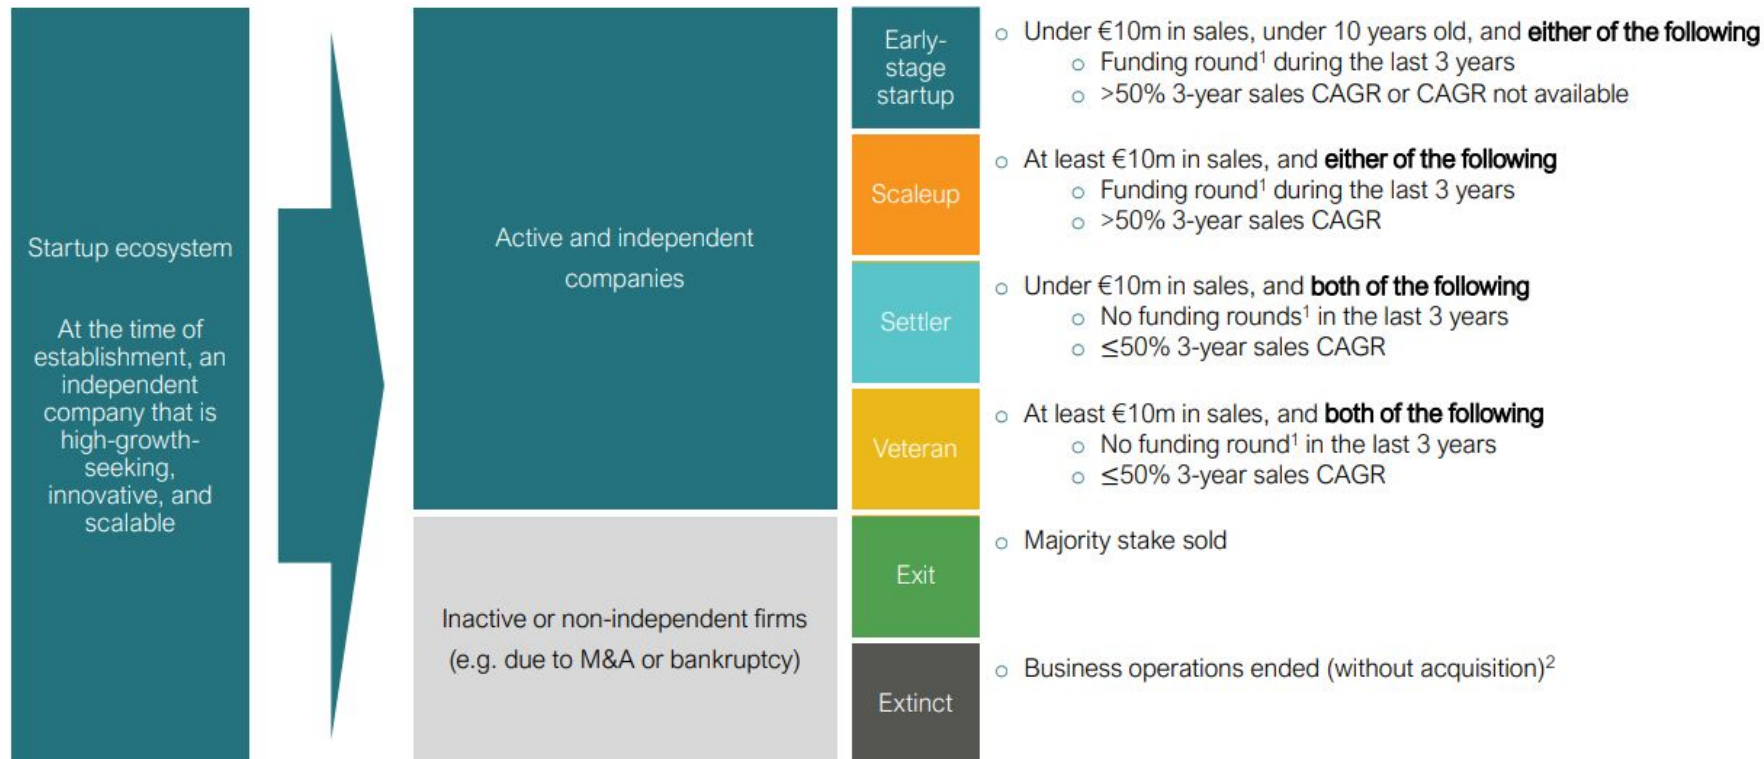 Startup ecosystem
At the time of
establishment, an
independent
company that is
high-growth-
seeking,
innovative, and
scalable
Active and independent
companies
Inactive or non-independent firms
(e.g. due to M&A or bankruptcy)
Early-
stage
startup
○ Under €10m in sales, under 10 years old, and either of the following
○ Funding round¹ during the last 3 years
○ >50% 3-year sales CAGR or CAGR not available
Scaleup
○ At least €10m in sales, and either of the following
○ Funding round¹ during the last 3 years
○ >50% 3-year sales CAGR
Settler
○ Under €10m in sales, and both of the following
○ No funding rounds¹ in the last 3 years
○ ≤50% 3-year sales CAGR
Veteran
○ At least €10m in sales, and both of the following
○ No funding round¹ in the last 3 years
○ ≤50% 3-year sales CAGR
Exit
○ Majority stake sold
Extinct
○ Business operations ended (without acquisition)²